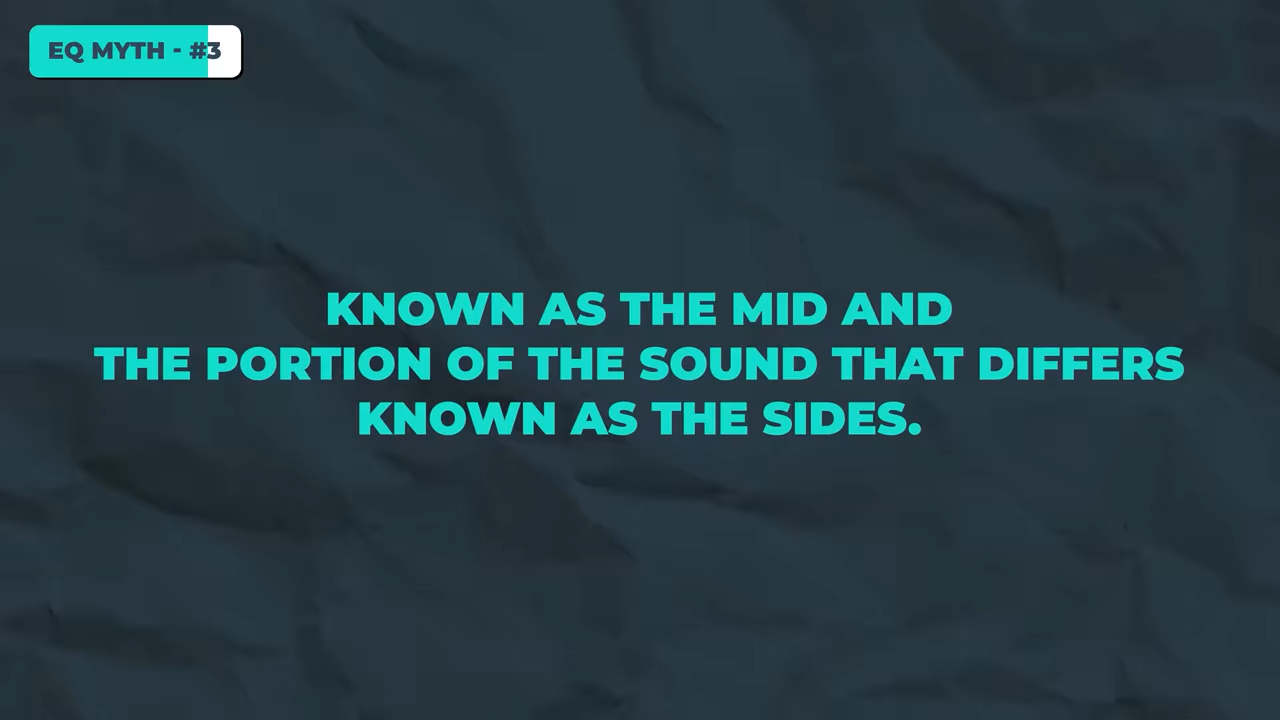 EQ MYTH - #3
KNOWN AS THE MID AND
THE PORTION OF THE SOUND THAT DIFFERS
KNOWN AS THE SIDES.